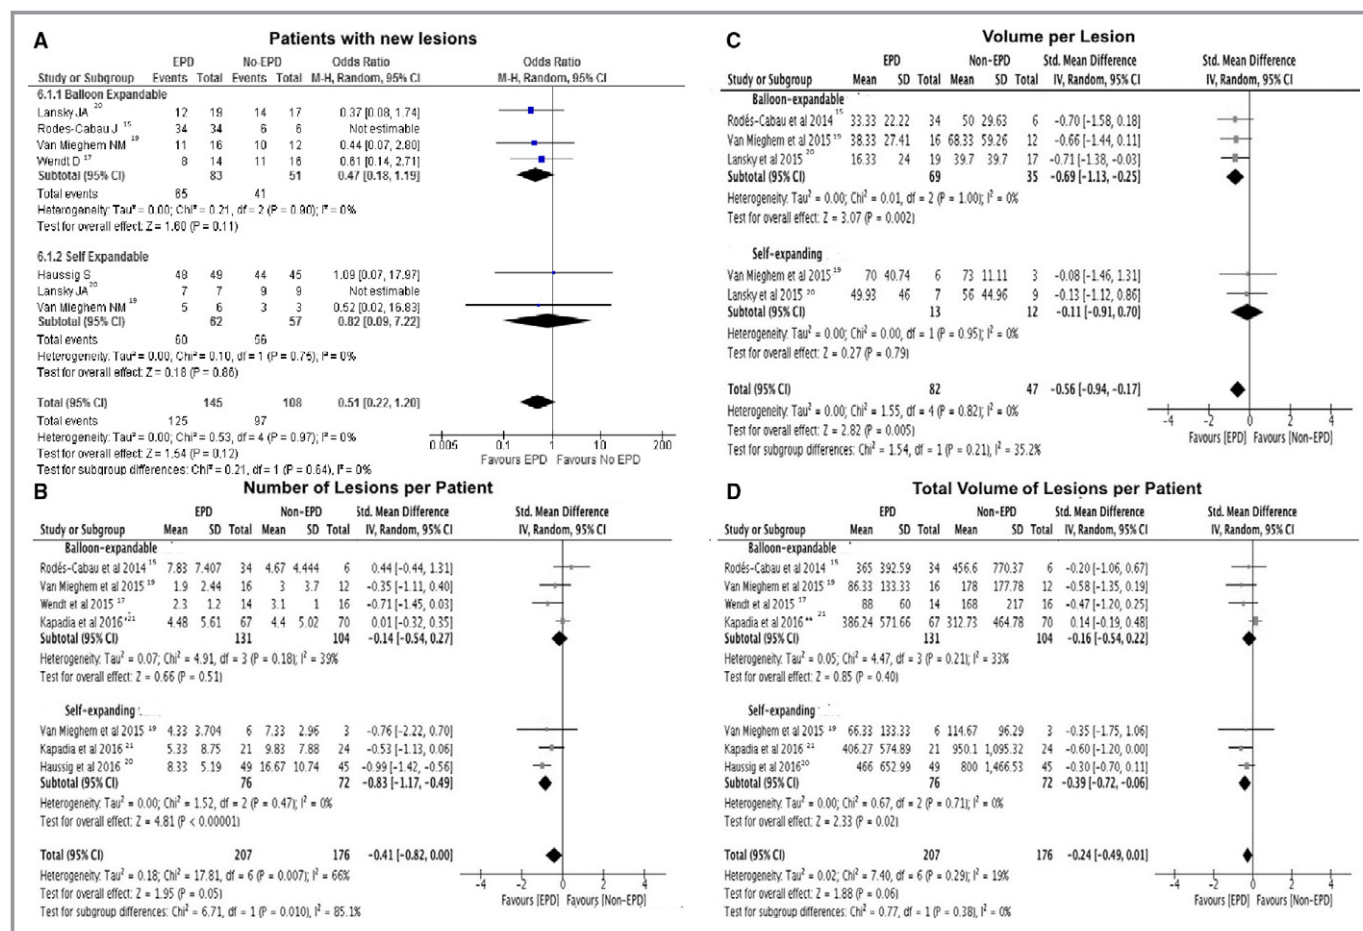 A
Patients with new lesions
EPD No-EPD Odds Ratio Odds Ratio
Study or Subgroup Events Total Events Total M-H, Random, 95% CI M-H, Random, 95% CI
6.1.1 Balloon Expandable
Lansky JA 20 12 19 14 17 0.37 [0.08, 1.74]
Rodes-Cabau J 15 34 34 6 6 Not estimable
Van Mieghem NM 19 11 16 10 12 0.44 [0.07, 2.80]
Wendt D 17 8 14 11 16 0.61 [0.14, 2.71]
Subtotal (95% CI) 83 51 0.47 [0.18, 1.19]
Total events 65 41
Heterogeneity: Tau² = 0.00; Chi² = 0.21, df = 2 (P = 0.90); I² = 0%
Test for overall effect: Z = 1.60 (P = 0.11)
6.1.2 Self Expandable
Haussig S 48 49 44 45 1.09 [0.07, 17.97]
Lansky JA 20 7 7 9 9 Not estimable
Van Mieghem NM 19 5 6 3 3 0.52 [0.02, 16.83]
Subtotal (95% CI) 62 57 0.82 [0.09, 7.22]
Total events 60 56
Heterogeneity: Tau² = 0.00; Chi² = 0.10, df = 1 (P = 0.75); I² = 0%
Test for overall effect: Z = 0.18 (P = 0.86)
Total (95% CI) 145 108 0.51 [0.22, 1.20]
Total events 125 97
Heterogeneity: Tau² = 0.00; Chi² = 0.53, df = 4 (P = 0.97); I² = 0%
Test for overall effect: Z = 1.54 (P = 0.12)
Test for subgroup differences: Chi² = 0.21, df = 1 (P = 0.64), I² = 0%
0.005 0.1 1 10 200
Favours EPD Favours No EPD
B
Number of Lesions per Patient
EPD Non-EPD Std. Mean Difference Std. Mean Difference
Study or Subgroup Mean SD Total Mean SD Total IV, Random, 95% CI IV, Random, 95% CI
Balloon-expandable
Rodés-Cabau et al 2014 15 7.83 7.407 34 4.67 4.444 6 0.44 [-0.44, 1.31]
Van Mieghem et al 2015 19 1.9 2.44 16 3 3.7 12 -0.35 [-1.11, 0.40]
Wendt et al 2015 17 2.3 1.2 14 3.1 1 16 -0.71 [-1.45, 0.03]
Kapadia et al 2016 21 4.48 5.61 67 4.4 5.02 70 0.01 [-0.32, 0.35]
Subtotal (95% CI) 131 104 -0.14 [-0.54, 0.27]
Heterogeneity: Tau² = 0.07; Chi² = 4.91, df = 3 (P = 0.18); I² = 39%
Test for overall effect: Z = 0.66 (P = 0.51)
Self-expanding
Van Mieghem et al 2015 19 4.33 3.704 6 7.33 2.96 3 -0.76 [-2.22, 0.70]
Kapadia et al 2016 21 5.33 8.75 21 9.83 7.88 24 -0.53 [-1.13, 0.06]
Haussig et al 2016 20 8.33 5.19 49 16.67 10.74 45 -0.99 [-1.42, -0.56]
Subtotal (95% CI) 76 72 -0.83 [-1.17, -0.49]
Heterogeneity: Tau² = 0.00; Chi² = 1.52, df = 2 (P = 0.47); I² = 0%
Test for overall effect: Z = 4.81 (P < 0.00001)
Total (95% CI) 207 176 -0.41 [-0.82, 0.00]
Heterogeneity: Tau² = 0.18; Chi² = 17.81, df = 6 (P = 0.007); I² = 66%
Test for overall effect: Z = 1.95 (P = 0.05)
Test for subgroup differences: Chi² = 6.71, df = 1 (P = 0.010), I² = 85.1%
-4 -2 0 2 4
Favours [EPD] Favours [Non-EPD]
C
Volume per Lesion
EPD Non-EPD Std. Mean Difference Std. Mean Difference
Study or Subgroup Mean SD Total Mean SD Total IV, Random, 95% CI IV, Random, 95% CI
Balloon-expandable
Rodés-Cabau et al 2014 15 33.33 22.22 34 50 29.63 6 -0.70 [-1.58, 0.18]
Van Mieghem et al 2015 19 38.33 27.41 16 68.33 59.26 12 -0.66 [-1.44, 0.11]
Lansky et al 2015 20 16.33 24 19 39.7 39.7 17 -0.71 [-1.38, -0.03]
Subtotal (95% CI) 69 35 -0.69 [-1.13, -0.25]
Heterogeneity: Tau² = 0.00; Chi² = 0.01, df = 2 (P = 1.00); I² = 0%
Test for overall effect: Z = 3.07 (P = 0.002)
Self-expanding
Van Mieghem et al 2015 19 70 40.74 6 73 11.11 3 -0.08 [-1.46, 1.31]
Lansky et al 2015 20 49.93 46 7 56 44.96 9 -0.13 [-1.12, 0.86]
Subtotal (95% CI) 13 12 -0.11 [-0.91, 0.70]
Heterogeneity: Tau² = 0.00; Chi² = 0.00, df = 1 (P = 0.95); I² = 0%
Test for overall effect: Z = 0.27 (P = 0.79)
Total (95% CI) 82 47 -0.56 [-0.94, -0.17]
Heterogeneity: Tau² = 0.00; Chi² = 1.55, df = 4 (P = 0.82); I² = 0%
Test for overall effect: Z = 2.82 (P = 0.005)
Test for subgroup differences: Chi² = 1.54, df = 1 (P = 0.21), I² = 35.2%
-4 -2 0 2 4
Favours [EPD] Favours [Non-EPD]
D
Total Volume of Lesions per Patient
EPD Non-EPD Std. Mean Difference Std. Mean Difference
Study or Subgroup Mean SD Total Mean SD Total IV, Random, 95% CI IV, Random, 95% CI
Balloon-expandable
Rodés-Cabau et al 2014 15 365 392.59 34 456.6 770.37 6 -0.20 [-1.06, 0.67]
Van Mieghem et al 2015 19 86.33 133.33 16 178 177.78 12 -0.58 [-1.35, 0.19]
Wendt et al 2015 17 88 60 14 168 217 16 -0.47 [-1.20, 0.25]
Kapadia et al 2016** 21 386.24 571.66 67 312.73 464.78 70 0.14 [-0.19, 0.48]
Subtotal (95% CI) 131 104 -0.16 [-0.54, 0.22]
Heterogeneity: Tau² = 0.05; Chi² = 4.47, df = 3 (P = 0.21); I² = 33%
Test for overall effect: Z = 0.85 (P = 0.40)
Self-expanding
Van Mieghem et al 2015 19 66.33 133.33 6 114.67 96.29 3 -0.35 [-1.75, 1.06]
Kapadia et al 2016 21 406.27 574.89 21 950.1 1,095.32 24 -0.60 [-1.20, 0.00]
Haussig et al 2016 20 466 652.99 49 800 1,466.53 45 -0.30 [-0.70, 0.11]
Subtotal (95% CI) 76 72 -0.39 [-0.72, -0.06]
Heterogeneity: Tau² = 0.00; Chi² = 0.67, df = 2 (P = 0.71); I² = 0%
Test for overall effect: Z = 2.33 (P = 0.02)
Total (95% CI) 207 176 -0.24 [-0.49, 0.01]
Heterogeneity: Tau² = 0.02; Chi² = 7.40, df = 6 (P = 0.29); I² = 19%
Test for overall effect: Z = 1.88 (P = 0.06)
Test for subgroup differences: Chi² = 0.77, df = 1 (P = 0.38), I² = 0%
-4 -2 0 2 4
Favours [EPD] Favours [Non-EPD]